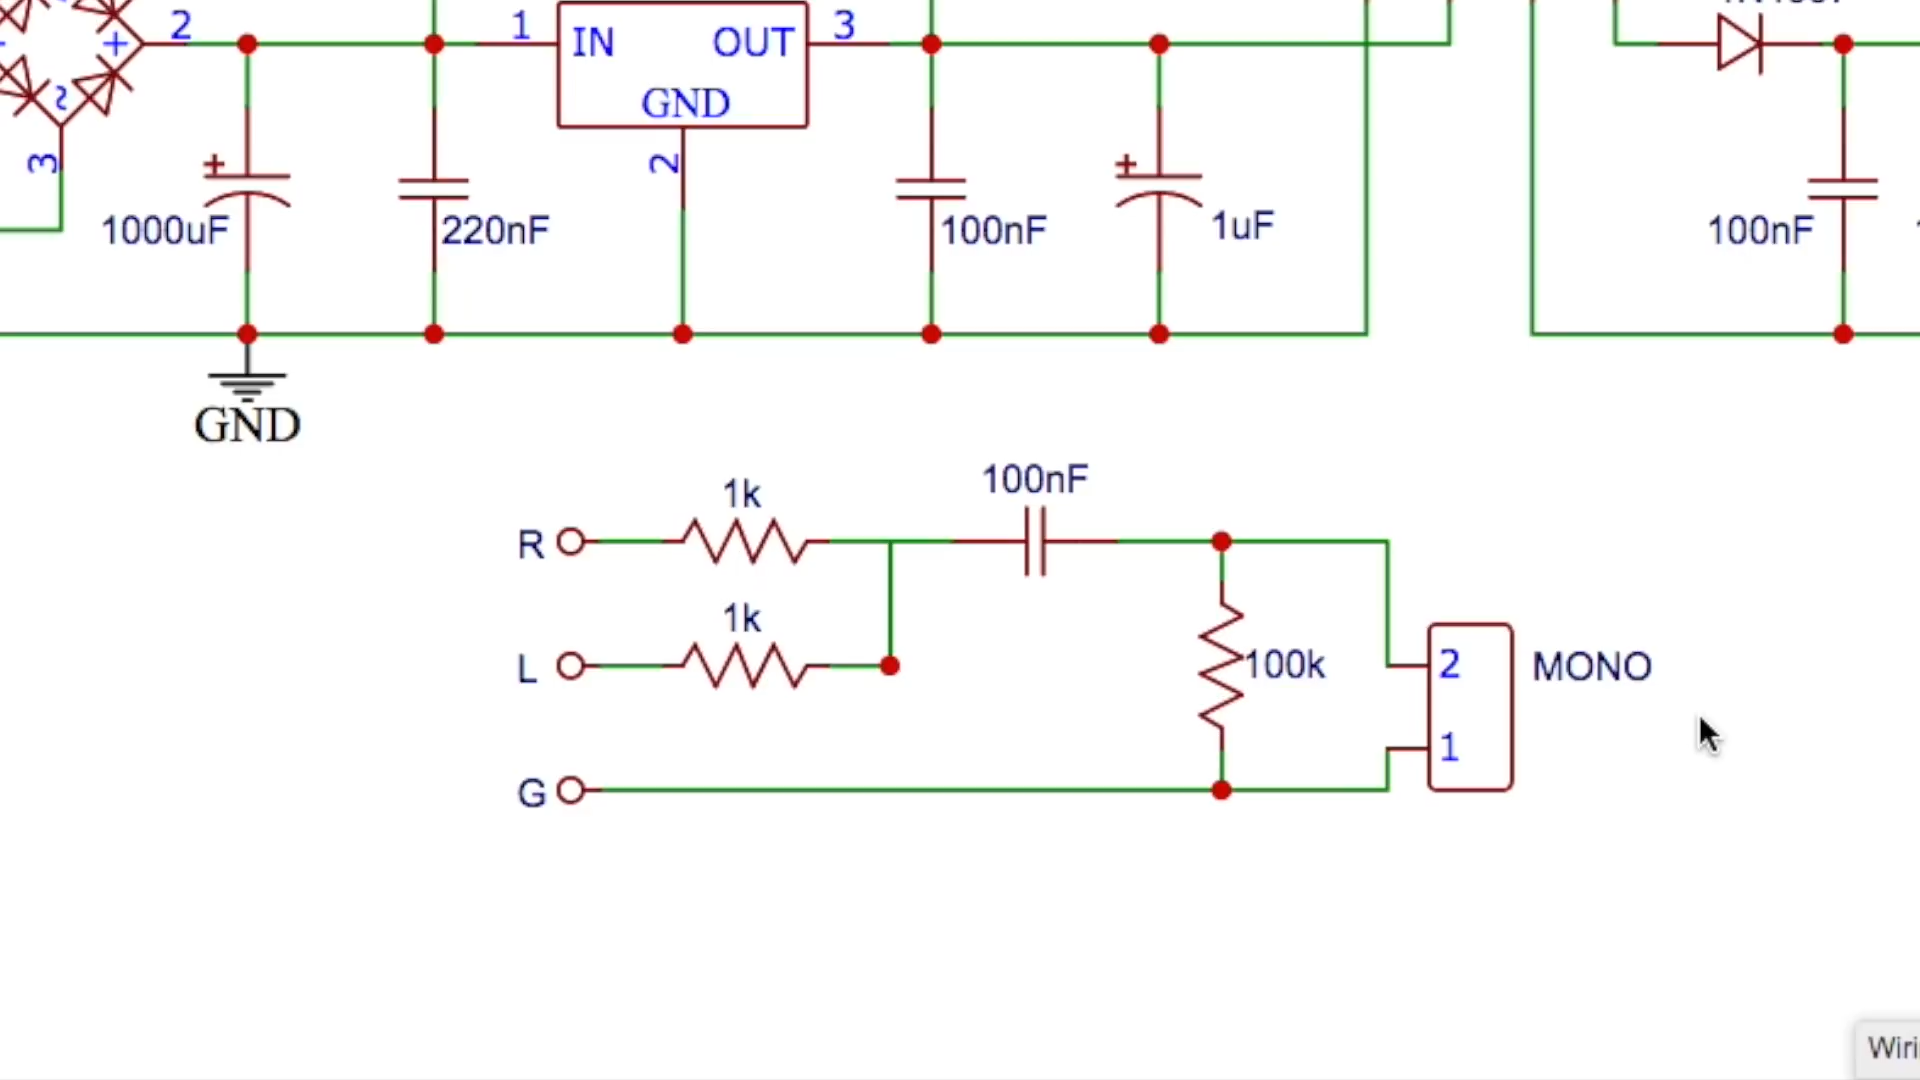 2
1
IN
OUT
3
GND
+
~
3
2
+
+
1000uF
220nF
100nF
1uF
100nF
GND
100nF
1k
R
1k
L
100k
2
MONO
1
G